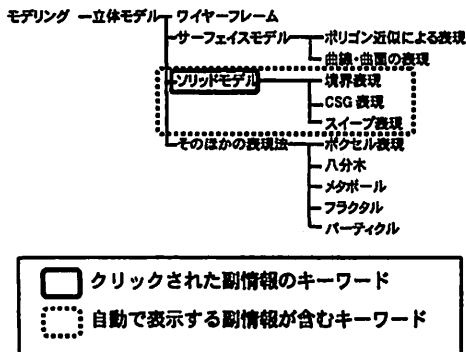 モデリング 立体モデル ワイヤーフレーム
サーフェイスモデル ポリゴン近似による表現
曲線・曲面の表現
ソリッドモデル 境界表現
CSG 表現
スイープ表現
そのほかの表現法 ボクセル表現
八分木
メタボール
フラクタル
パーティクル
クリックされた副情報のキーワード
自動で表示する副情報が含むキーワード